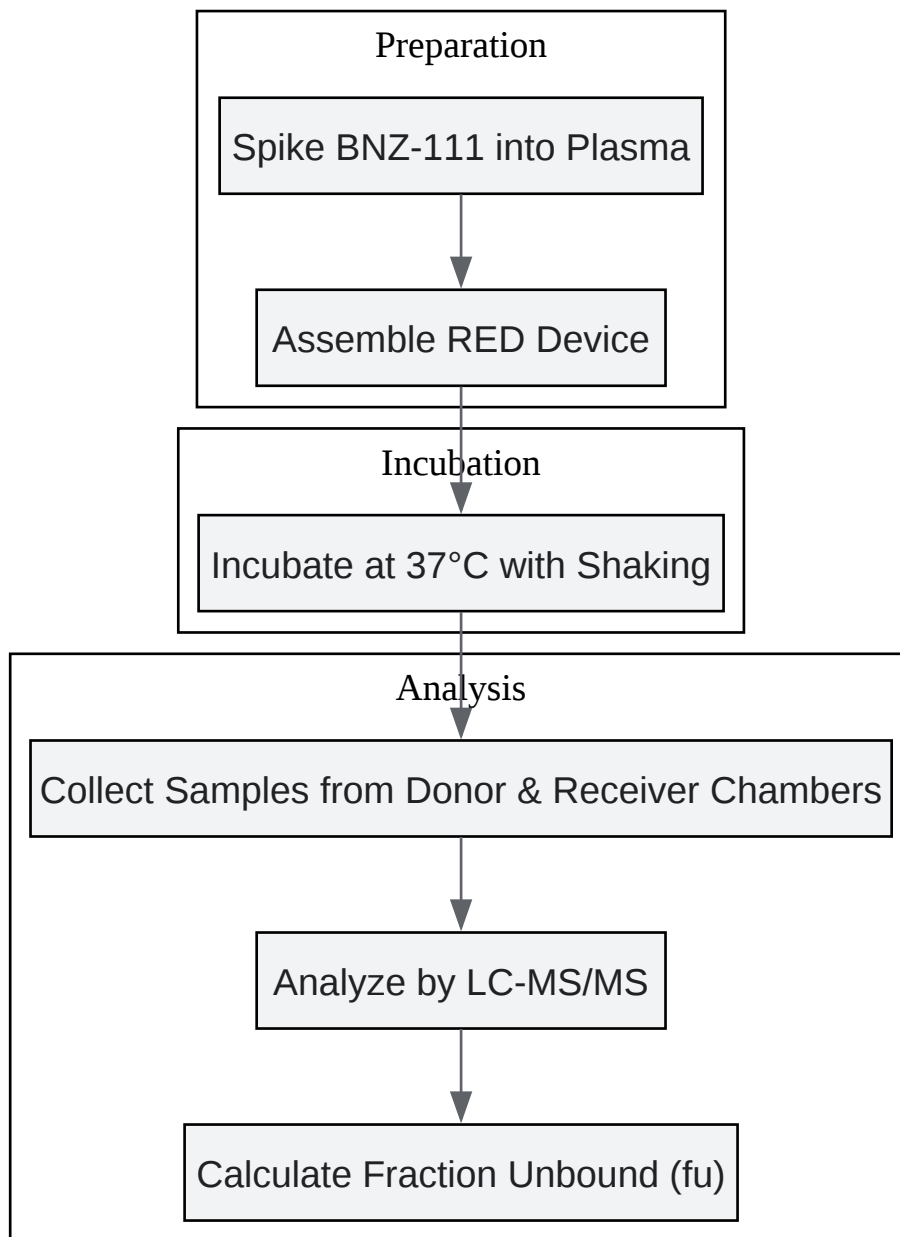 Preparation
Spike BNZ-111 into Plasma
Assemble RED Device
Incubation
Incubate at 37°C with Shaking
Analysis
Collect Samples from Donor & Receiver Chambers
Analyze by LC-MS/MS
Calculate Fraction Unbound (fu)